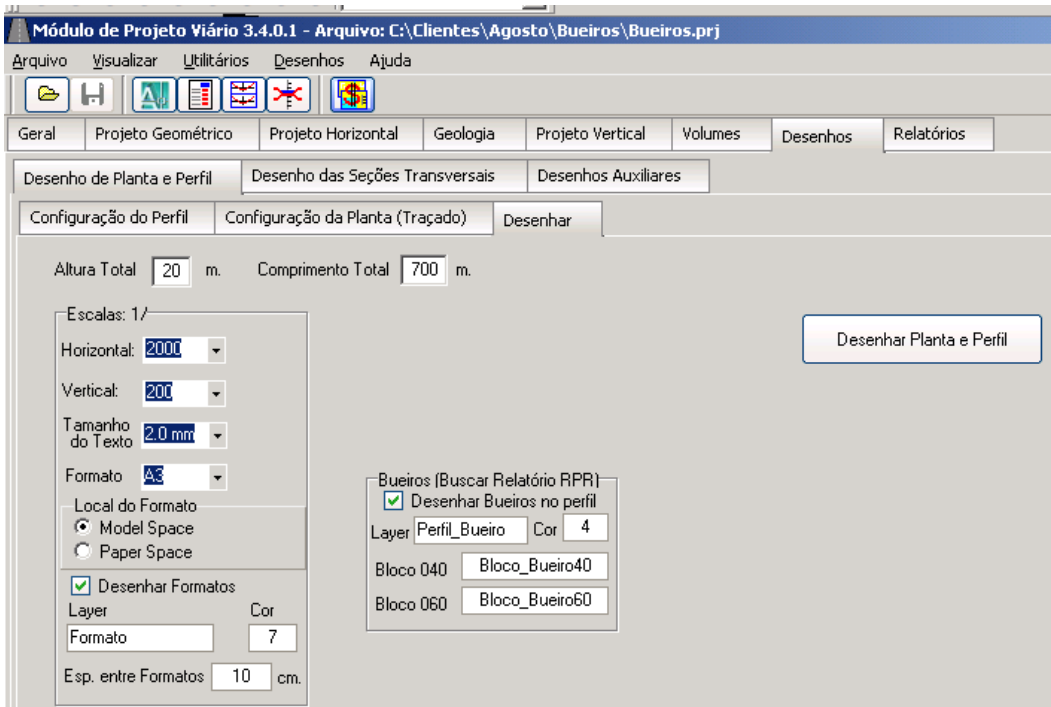 Módulo de Projeto Viário 3.4.0.1 - Arquivo: C:\Clientes\Agosto\Bueiros\Bueiros.prj
Arquivo Visualizar Utilitários Desenhos Ajuda
Geral Projeto Geométrico Projeto Horizontal Geologia Projeto Vertical Volumes Desenhos Relatórios
Desenho de Planta e Perfil Desenho das Seções Transversais Desenhos Auxiliares
Configuração do Perfil Configuração da Planta (Traçado) Desenhar
Altura Total 20 m. Comprimento Total 700 m.
Escalas: 1/
Horizontal: 2000
Desenhar Planta e Perfil
Vertical: 200
Tamanho
do Texto 2.0 mm
Formato A3
Local do Formato
Model Space
Paper Space
Desenhar Formatos
Layer Cor
Formato 7
Esp. entre Formatos 10 cm.
Bueiros (Buscar Relatório RPR)
Desenhar Bueiros no perfil
Layer Perfil_Bueiro Cor 4
Bloco 040 Bloco_Bueiro40
Bloco 060 Bloco_Bueiro60